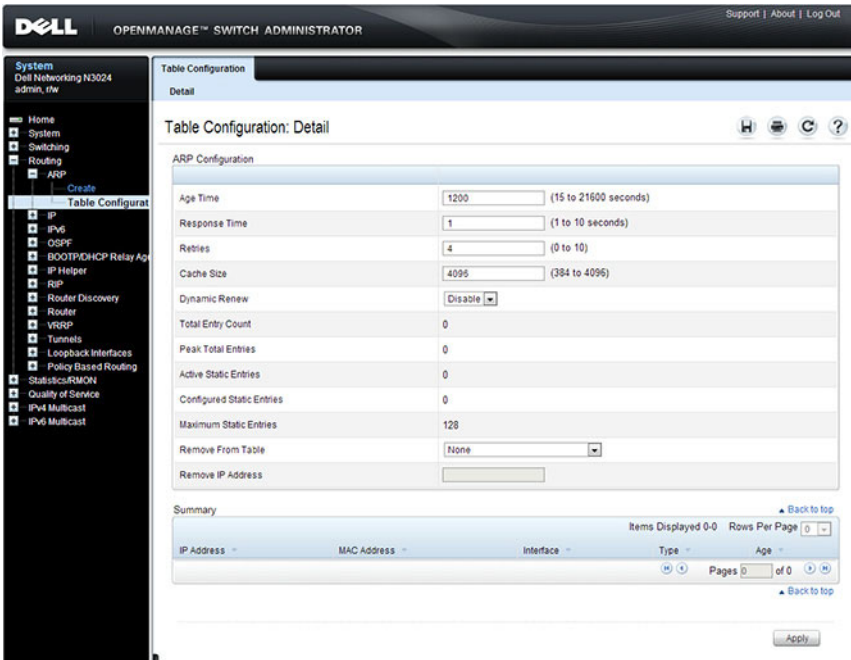 Support | About | Log Out
DELL OPENMANAGE™ SWITCH ADMINISTRATOR
System
Dell Networking N3024
admin, r/w
Home
System
Switching
Routing
ARP
Create
Table Configurat
IP
IPv6
OSPF
BOOTP/DHCP Relay Age
IP Helper
RIP
Router Discovery
Router
VRRP
Tunnels
Loopback Interfaces
Policy Based Routing
Statistics/RMON
Quality of Service
IPv4 Multicast
IPv6 Multicast
Table Configuration
Detail
Table Configuration: Detail
ARP Configuration
Age Time 1200 (15 to 21600 seconds)
Response Time 1 (1 to 10 seconds)
Retries 4 (0 to 10)
Cache Size 4096 (384 to 4096)
Dynamic Renew Disable
Total Entry Count 0
Peak Total Entries 0
Active Static Entries 0
Configured Static Entries 0
Maximum Static Entries 128
Remove From Table None
Remove IP Address
Summary Back to top
Items Displayed 0-0 Rows Per Page 0
IP Address MAC Address Interface Type Age
Pages 0 of 0
Back to top
Apply